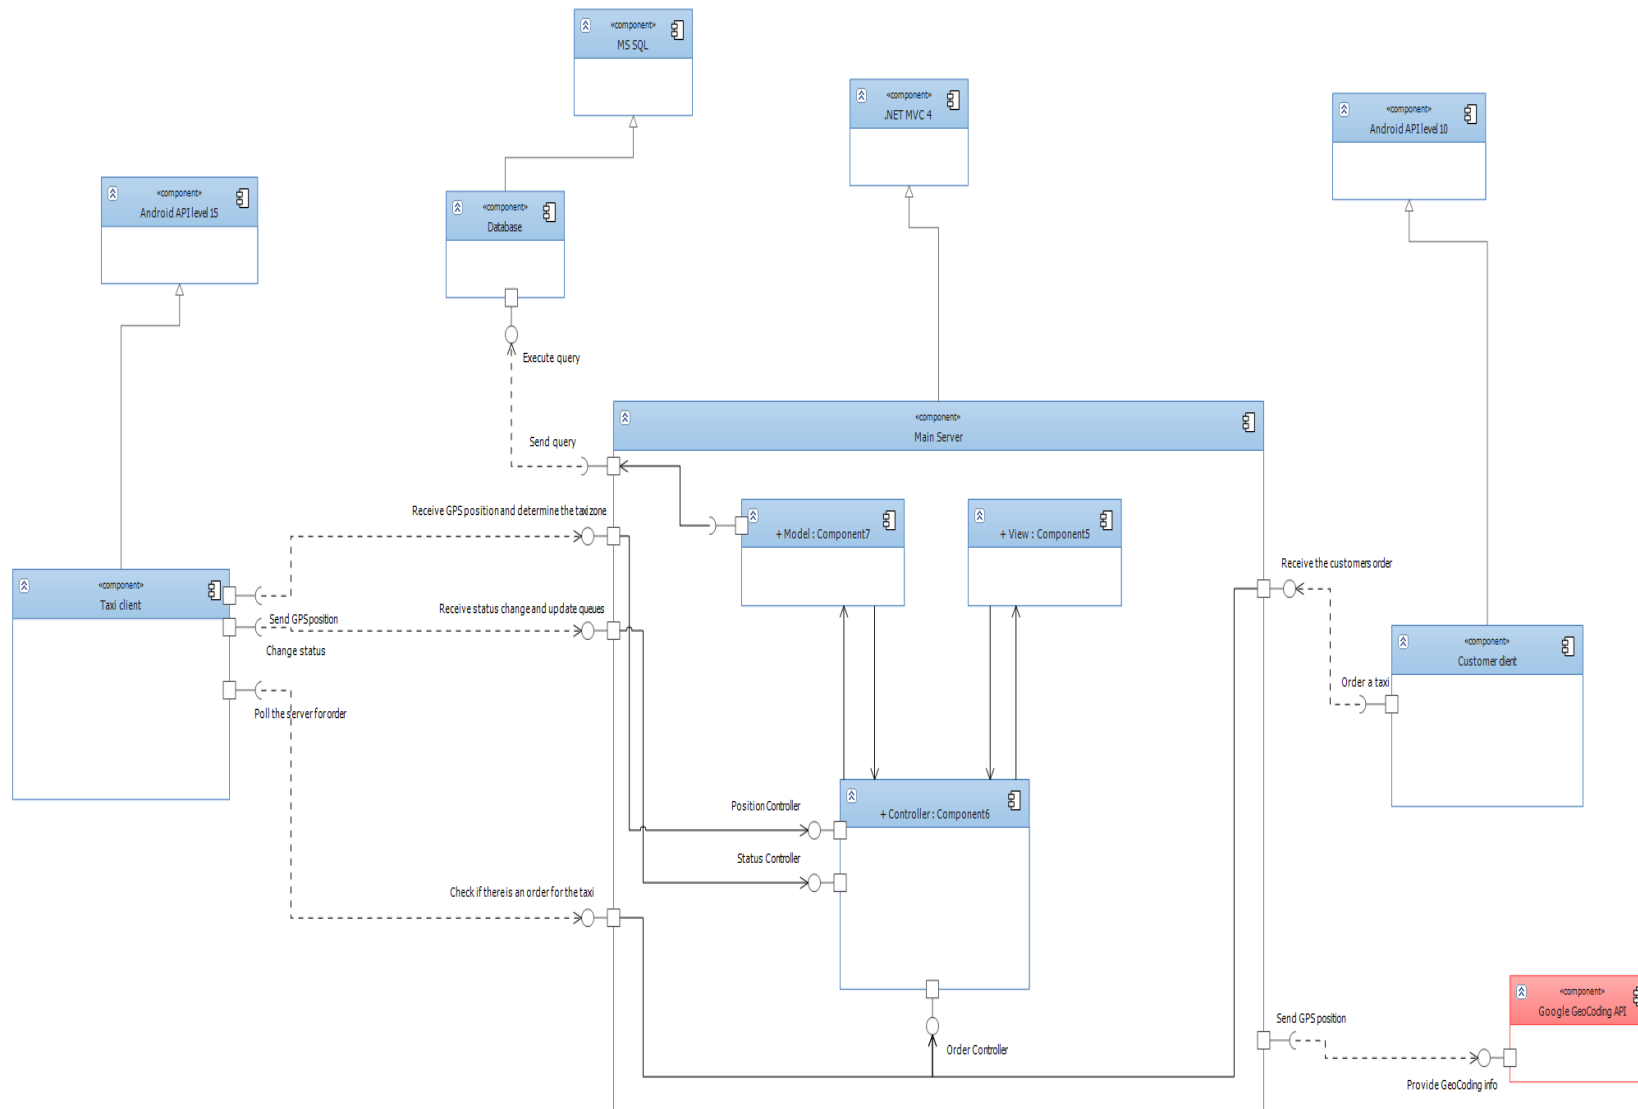 «component»
MS SQL
«component»
.NET MVC 4
«component»
Android API level 10
«component»
Android API level 15
«component»
Database
Execute query
«component»
Main Server
Send query
Receive GPS position and determine the taxi zone
+ Model : Component7
+ View : Component5
Receive the customers order
«component»
Taxi client
Send GPS position
Receive status change and update queues
Change status
«component»
Customer client
Order a taxi
Poll the server for order
Position Controller
+ Controller : Component6
Status Controller
Check if there is an order for the taxi
Order Controller
Send GPS position
«component»
Google GeoCoding API
Provide GeoCoding info